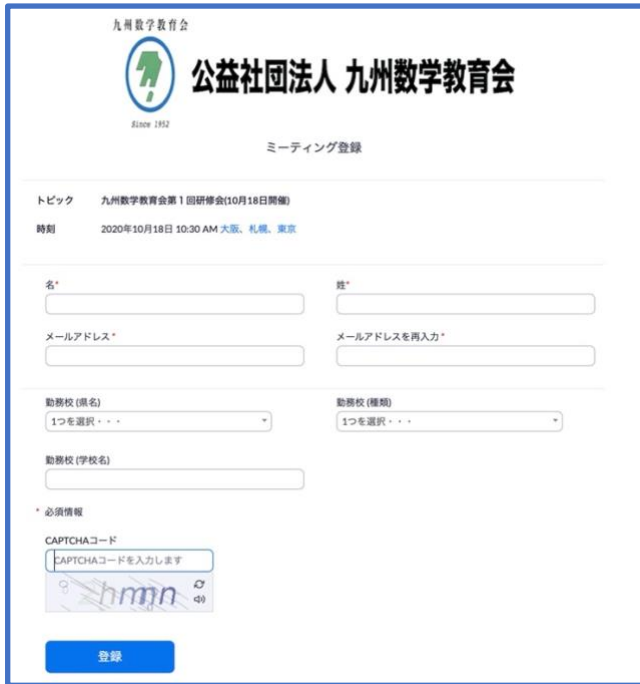 九州数学教育会
公益社団法人 九州数学教育会
Since 1952
ミーティング登録
トピック 九州数学教育会第1回研修会(10月18日開催)
時刻 2020年10月18日 10:30 AM 大阪、札幌、東京
名* 姓*
メールアドレス* メールアドレスを再入力*
勤務校 (県名) 勤務校 (種類)
1つを選択・・・ 1つを選択・・・
勤務校 (学校名)
* 必須情報
CAPTCHAコード
CAPTCHAコードを入力します
登録